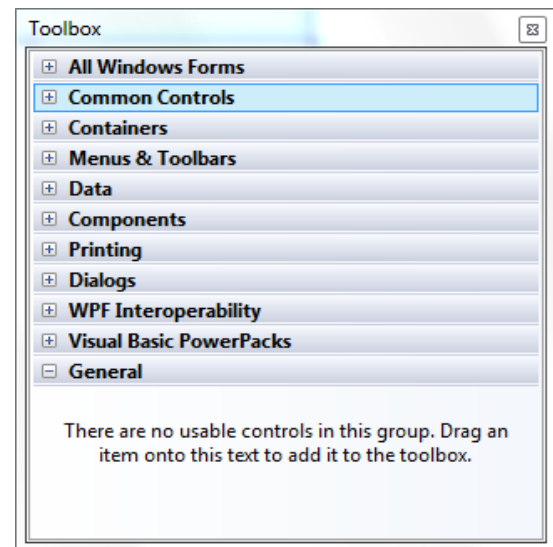 Toolbox
All Windows Forms
Common Controls
Containers
Menus & Toolbars
Data
Components
Printing
Dialogs
WPF Interoperability
Visual Basic PowerPacks
General
There are no usable controls in this group. Drag an
item onto this text to add it to the toolbox.